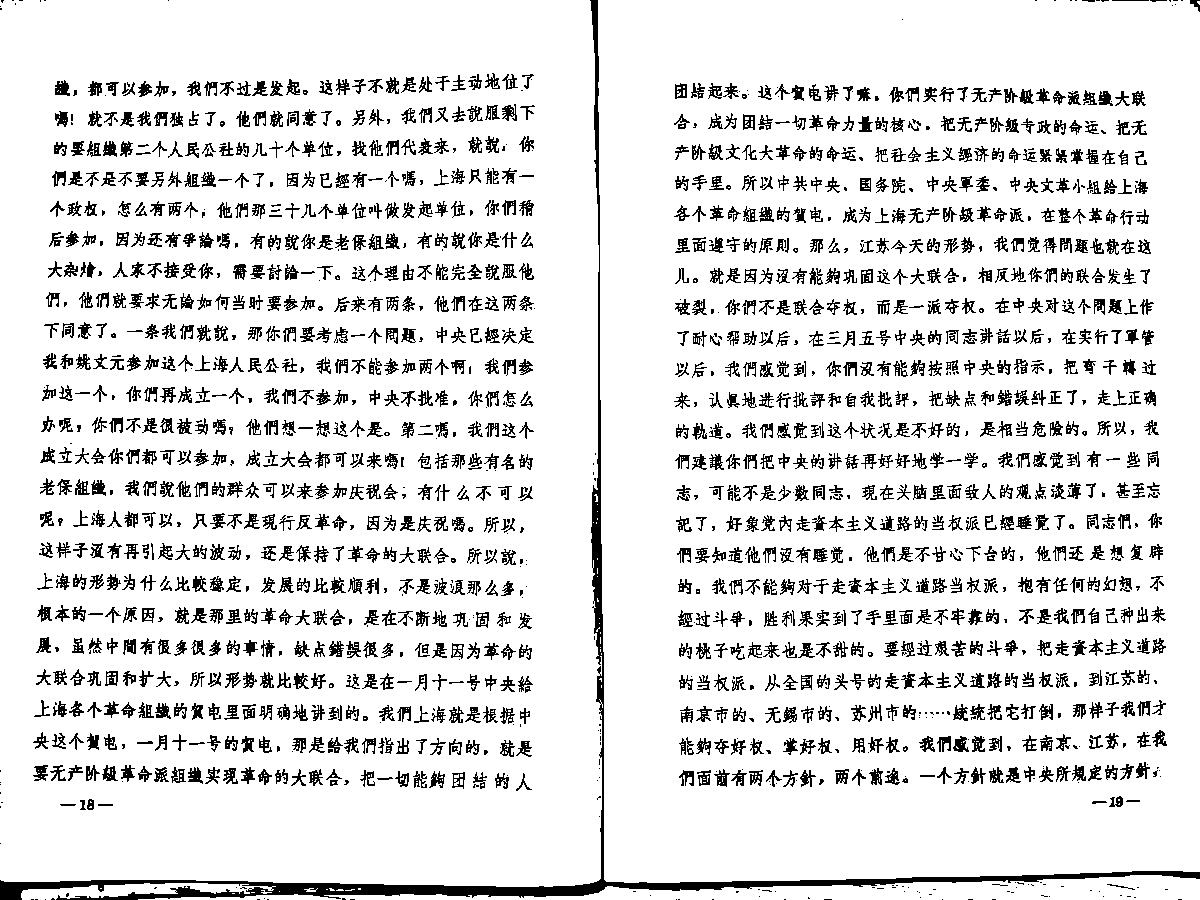 織，都可以参加，我們不过是发起。这样子不就是处于主动地位了
嗎！就不是我們独占了。他們就同意了。另外，我們又去說服剩下
的要組織第二个人民公社的几十个单位，找他們代表来，就說：你
們是不是不要另外組織一个了，因为已經有一个嗎，上海只能有一
个政权，怎么有两个；他們那三十几个单位叫做发起单位，你們稍
后参加，因为还有爭論嗎，有的說你是老保組織，有的說你是什么
大杂燴，人家不接受你，需要討論一下。这个理由不能完全說服他
們，他們就要求无論如何当时要参加。后来有两条，他們在这两条
下同意了。一条我們就說，那你們要考虑一个問題，中央已經决定
我和姚文元参加这个上海人民公社，我們不能参加两个啊；我們参
加这一个，你們再成立一个，我們不参加，中央不批准，你們怎么
办呢；你們不是很被动嗎；他們想一想这个是。第二嗎，我們这个
成立大会你們都可以参加，成立大会都可以来嗎！包括那些有名的
老保組織，我們說他們的群众可以来参加庆祝会；有什么不可以
呢；上海人都可以，只要不是現行反革命，因为是庆祝嗎。所以，
这样子沒有再引起大的波动，还是保持了革命的大联合。所以說，
上海的形势为什么比較稳定，发展的比較順利，不是波浪那么多，
根本的一个原因，就是那里的革命大联合，是在不断地巩固和发
展，虽然中間有很多很多的事情，缺点錯誤很多，但是因为革命的
大联合巩固和扩大，所以形势就比較好。这是在一月十一号中央給
上海各个革命組織的賀电里面明确地讲到的。我們上海就是根据中
央这个賀电，一月十一号的賀电，那是給我們指出了方向的，就是
要无产阶級革命派組織实現革命的大联合，把一切能夠团結的人
—18—
团結起来。这个賀电讲了嘛，你們实行了无产阶級革命派組織大联
合，成为团結一切革命力量的核心，把无产阶級专政的命运、把无
产阶級文化大革命的命运、把社会主义經济的命运紧紧掌握在自己
的手里。所以中共中央、国务院、中央軍委、中央文革小組給上海
各个革命組織的賀电，成为上海无产阶級革命派，在整个革命行动
里面遵守的原則。那么，江苏今天的形势，我們觉得問題也就在这
儿。就是因为沒有能夠巩固这个大联合，相反地你們的联合发生了
破裂，你們不是联合夺权，而是一派夺权。在中央对这个問題上作
了耐心帮助以后，在三月五号中央的同志讲話以后，在实行了軍管
以后，我們感觉到，你們沒有能夠按照中央的指示，把弯子轉过
来，认真地进行批評和自我批評，把缺点和錯誤糾正了，走上正确
的軌道。我們感觉到这个状况是不好的，是相当危險的。所以，我
們建議你們把中央的讲話再好好地学一学。我們感觉到有一些同
志，可能不是少数同志，現在头脑里面敌人的观点淡薄了，甚至忘
記了，好象党內走資本主义道路的当权派已經睡觉了。同志們，你
們要知道他們沒有睡觉，他們是不甘心下台的，他們还是想复辟
的。我們不能夠对于走資本主义道路当权派，抱有任何的幻想，不
經过斗爭，胜利果实到了手里面是不牢靠的，不是我們自己种出来
的桃子吃起来也是不甜的。要經过艰苦的斗爭，把走資本主义道路
的当权派，从全国的头号的走資本主义道路的当权派，到江苏的、
南京市的、无錫市的、苏州市的……統統把它打倒，那样子我們才
能夠夺好权、掌好权、用好权。我們感觉到，在南京、江苏，在我
們面前有两个方針，两个前途。一个方針就是中央所規定的方針；
—19—